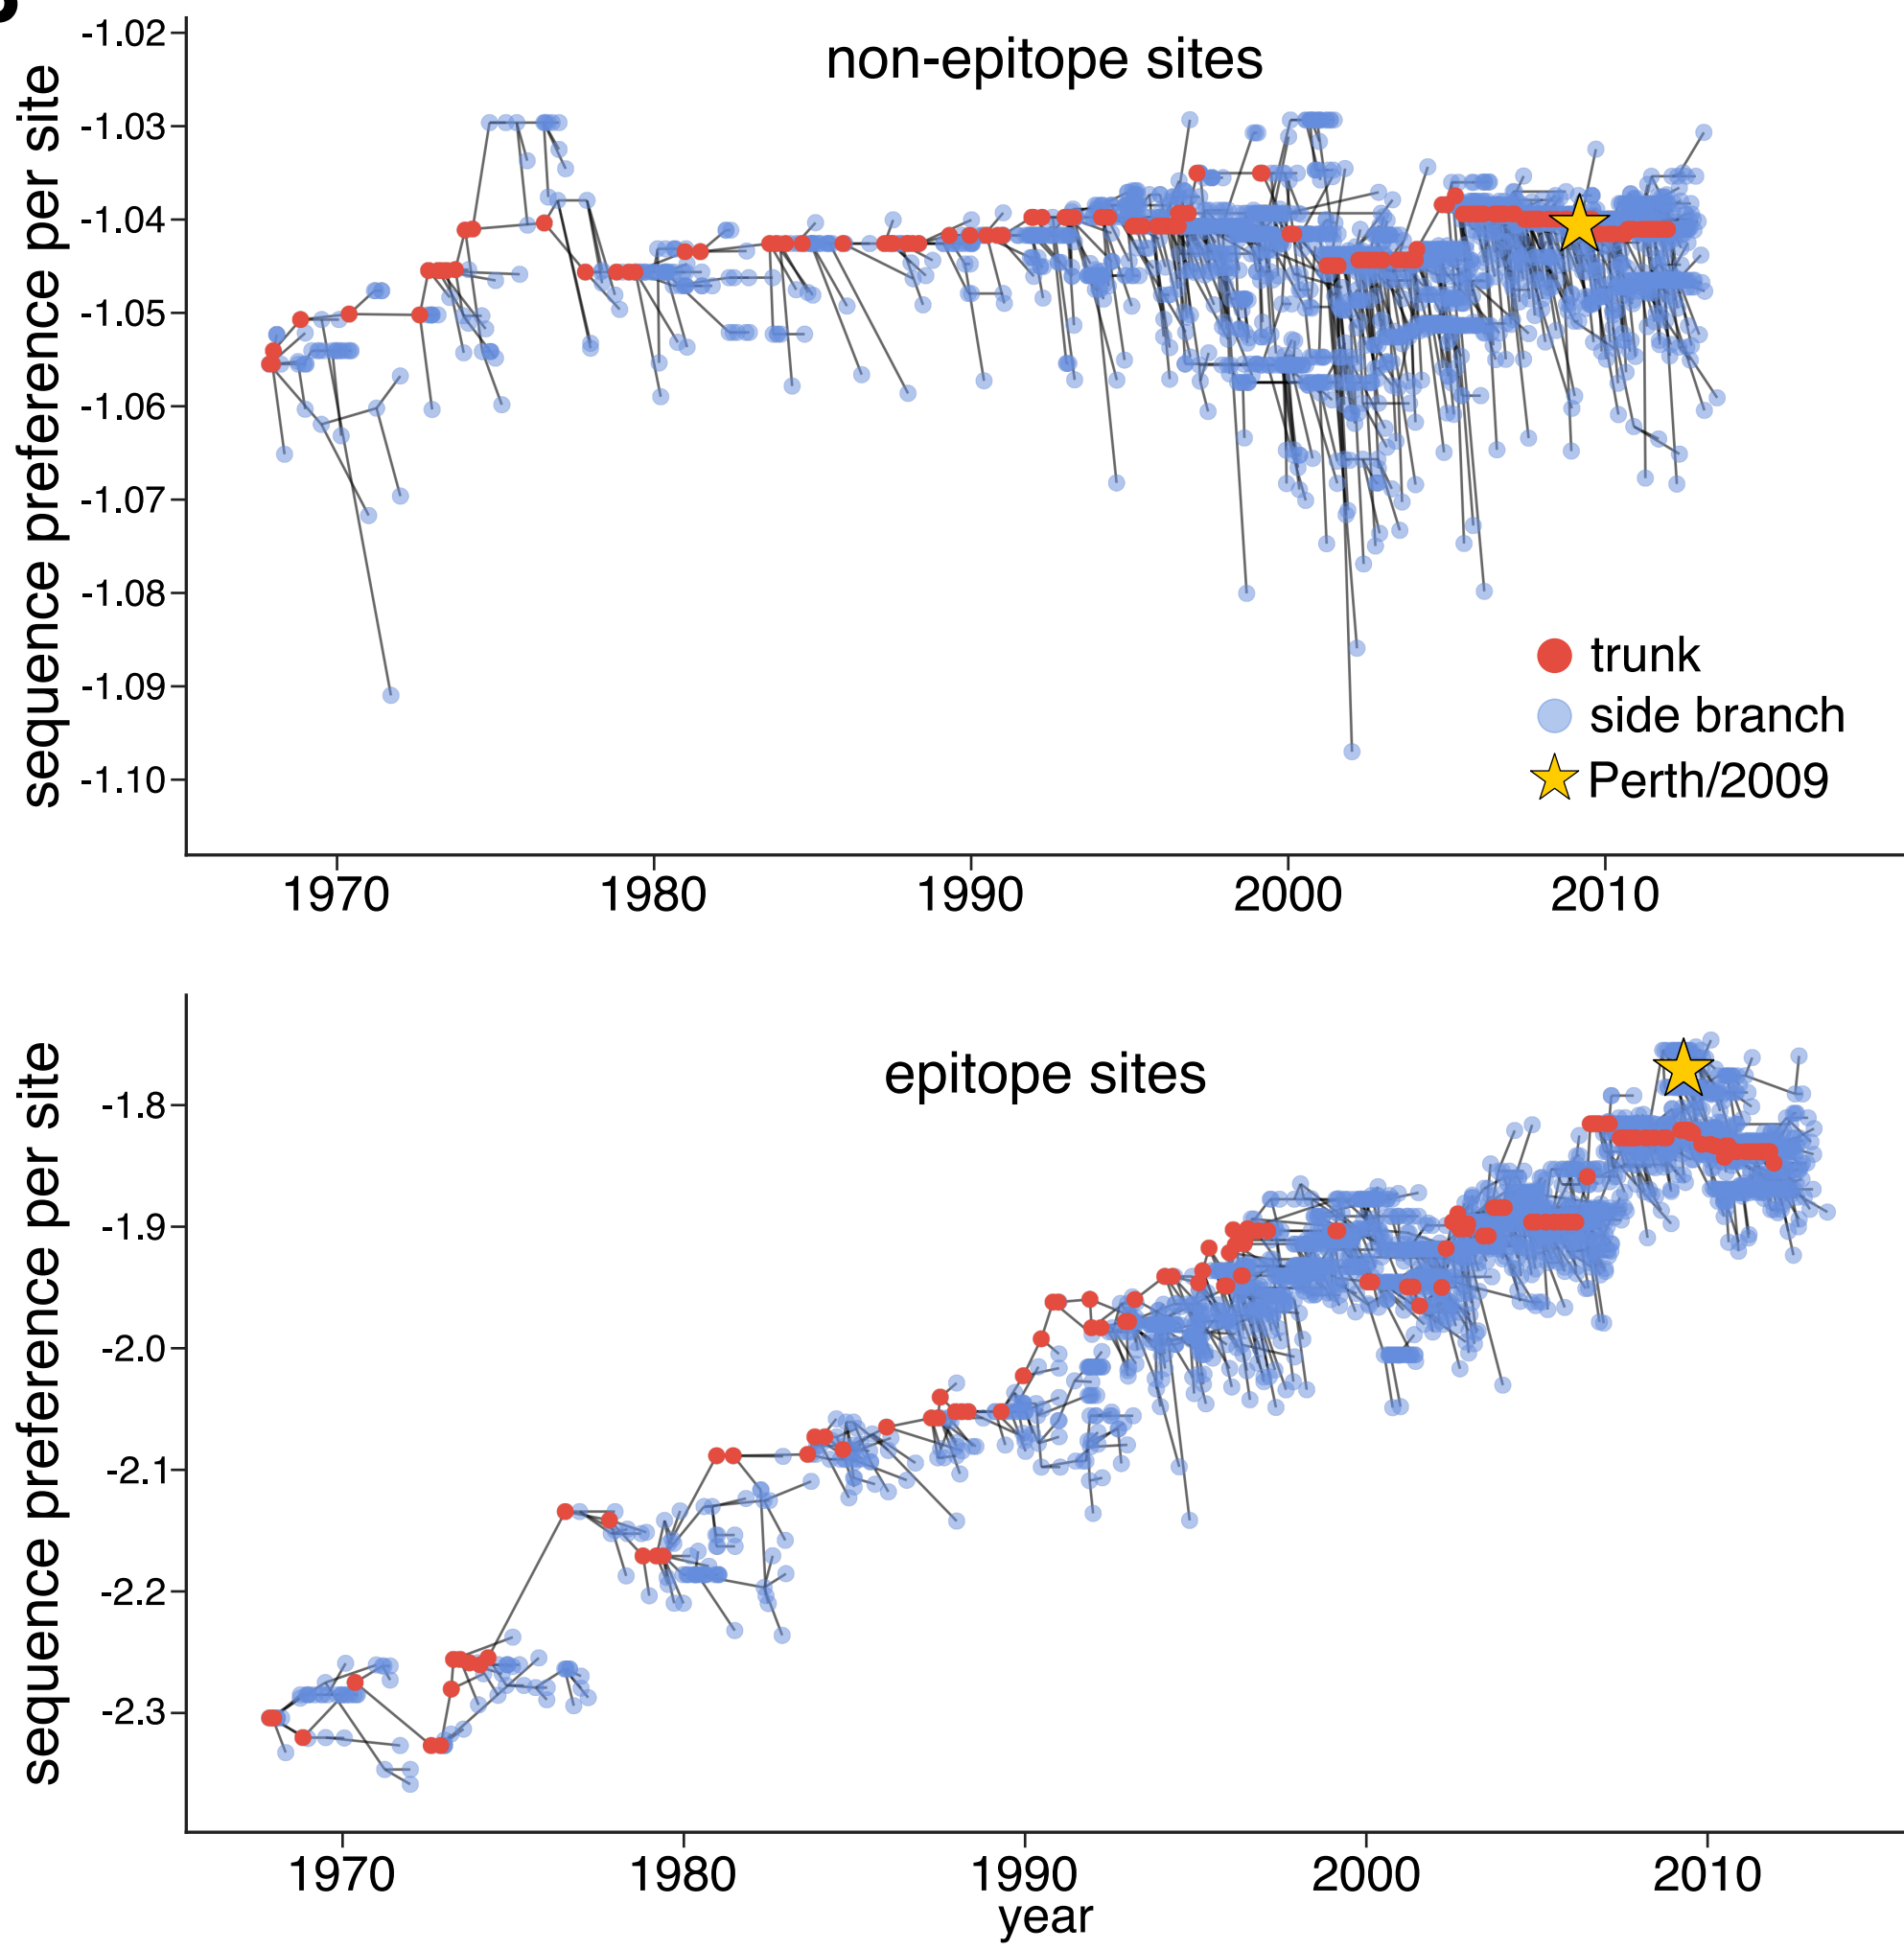 non-epitope sites
sequence preference per site
-1.02
-1.03
-1.04
-1.05
-1.06
-1.07
-1.08
-1.09
-1.10
trunk
side branch
Perth/2009
1970 1980 1990 2000 2010
epitope sites
sequence preference per site
-1.8
-1.9
-2.0
-2.1
-2.2
-2.3
1970 1980 1990 2000 2010
year